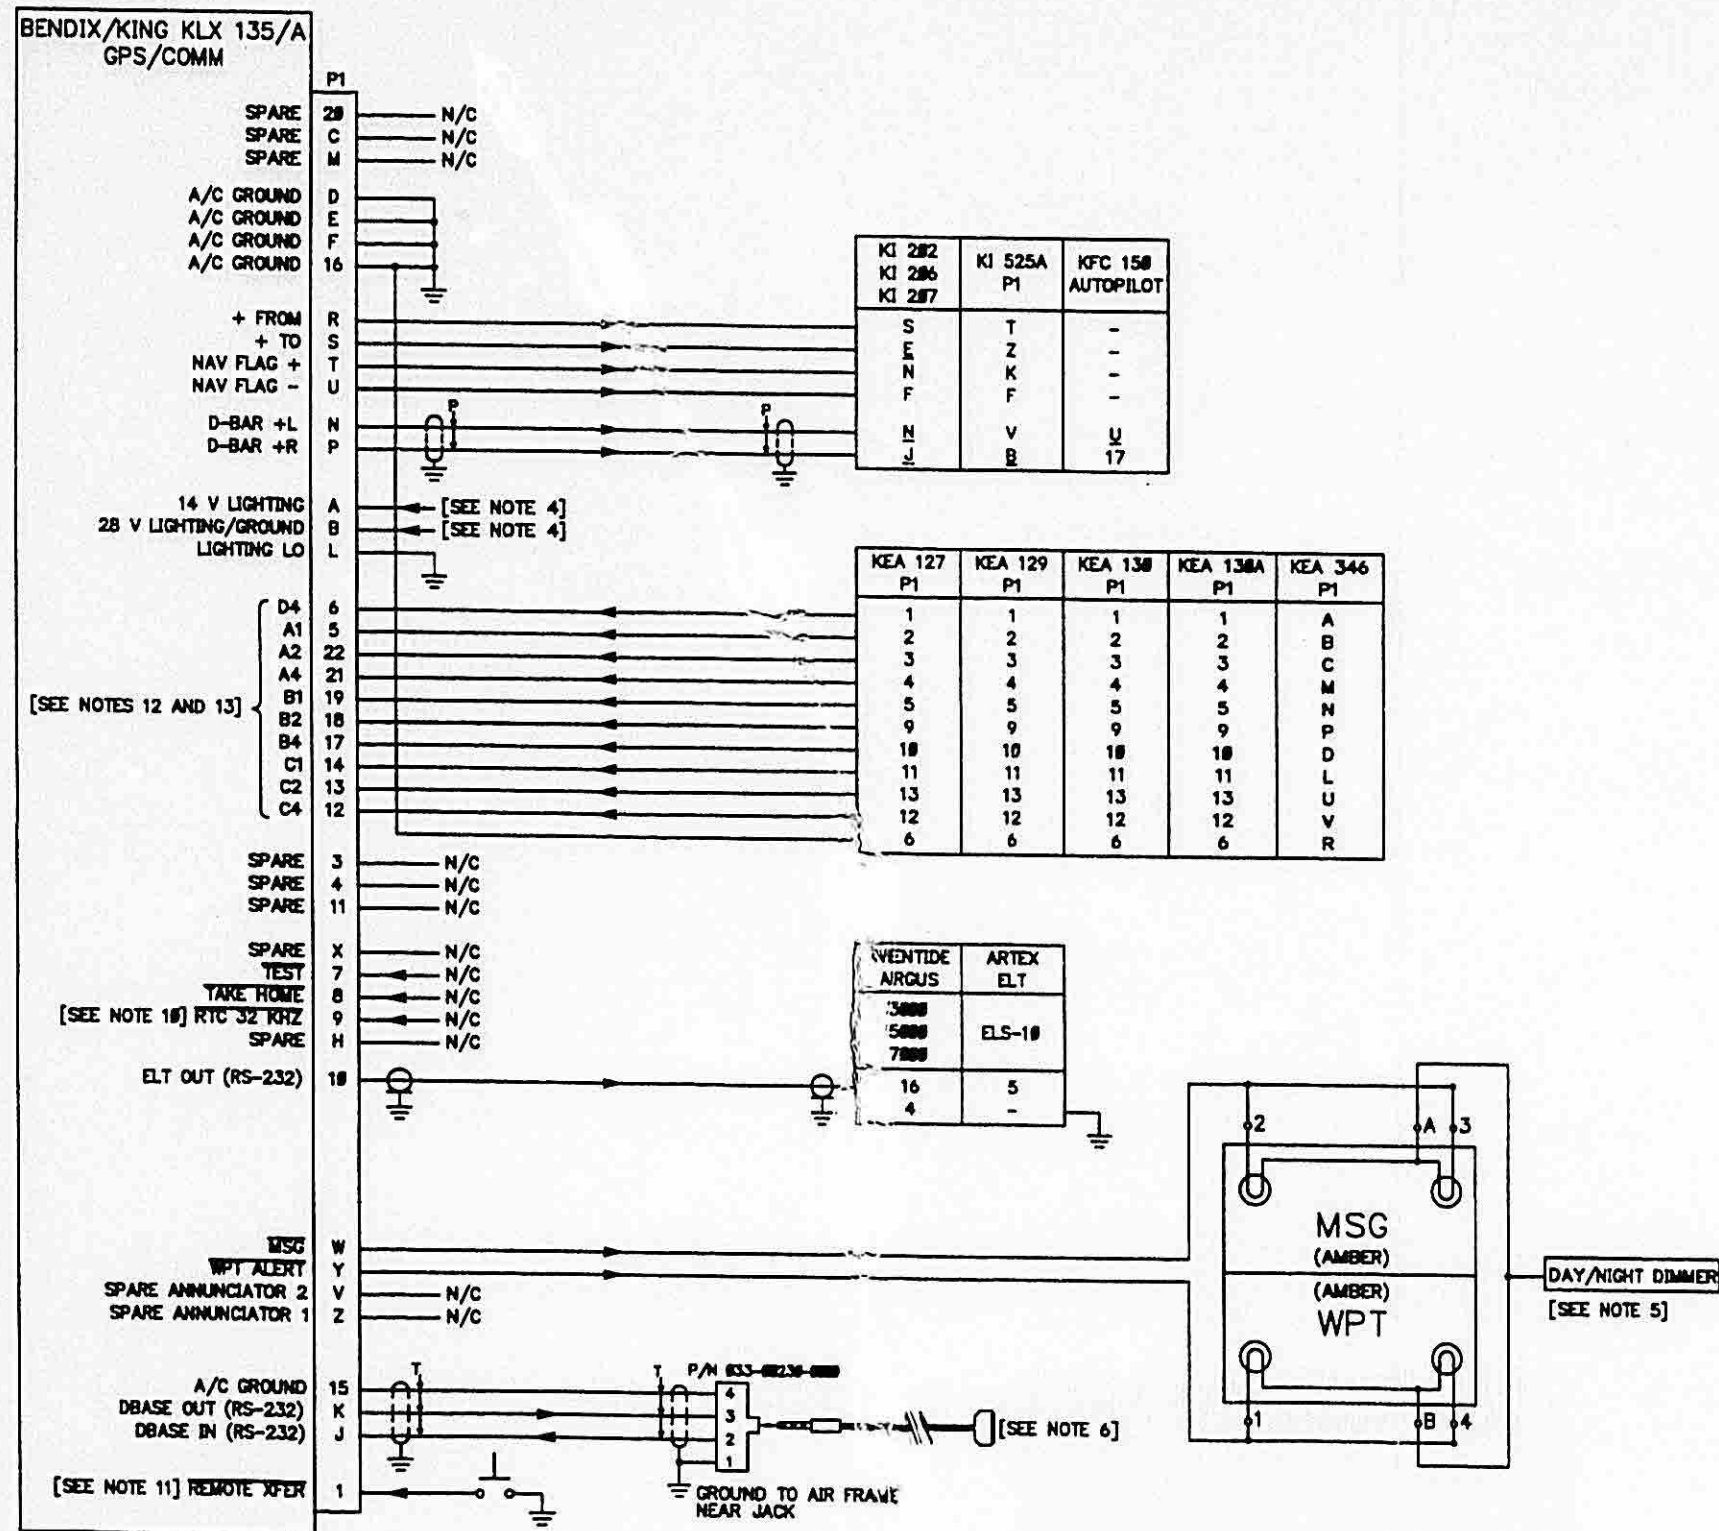 BENDIX/KING KLX 135/A
GPS/COMM
P1
SPARE 20 N/C
SPARE C N/C
SPARE M N/C
A/C GROUND D
A/C GROUND E
A/C GROUND F
A/C GROUND 16
+ FROM R
+ TO S
NAV FLAG + T
NAV FLAG - U
D-BAR +L N
D-BAR +R P
P P
KI 202 KI 206 KI 207 | KI 525A P1 | KFC 150 AUTOPILOT
S T -
E Z -
N K -
F F -
N V U
J B 17
14 V LIGHTING A [SEE NOTE 4]
28 V LIGHTING/GROUND B [SEE NOTE 4]
LIGHTING LO L
KEA 127 P1 | KEA 129 P1 | KEA 130 P1 | KEA 130A P1 | KEA 346 P1
[SEE NOTES 12 AND 13]
D4 6
A1 5
A2 22
A4 21
B1 19
B2 18
B4 17
C1 14
C2 13
C4 12
1 1 1 1 A
2 2 2 2 B
3 3 3 3 C
4 4 4 4 M
5 5 5 5 N
9 9 9 9 P
10 10 10 10 D
11 11 11 11 L
13 13 13 13 U
12 12 12 12 V
6 6 6 6 R
SPARE 3 N/C
SPARE 4 N/C
SPARE 11 N/C
SPARE X N/C
TEST 7 N/C
TAKE HOME 8 N/C
[SEE NOTE 10] RTC 32 KHZ 9 N/C
SPARE H N/C
ELT OUT (RS-232) 10
AIRGUS
3000
5000
7000
16
4
ARTEX
ELT
ELS-10
5
-
MSG W
WPT ALERT Y
SPARE ANNUNCIATOR 2 V N/C
SPARE ANNUNCIATOR 1 Z N/C
2 A 3
MSG
(AMBER)
(AMBER)
WPT
1 B 4
DAY/NIGHT DIMMER
[SEE NOTE 5]
A/C GROUND 15
DBASE OUT (RS-232) K
DBASE IN (RS-232) J
T T P/N 033-00230-0000
4
3
2
1
[SEE NOTE 6]
[SEE NOTE 11] REMOTE XFER 1
GROUND TO AIR FRAME
NEAR JACK